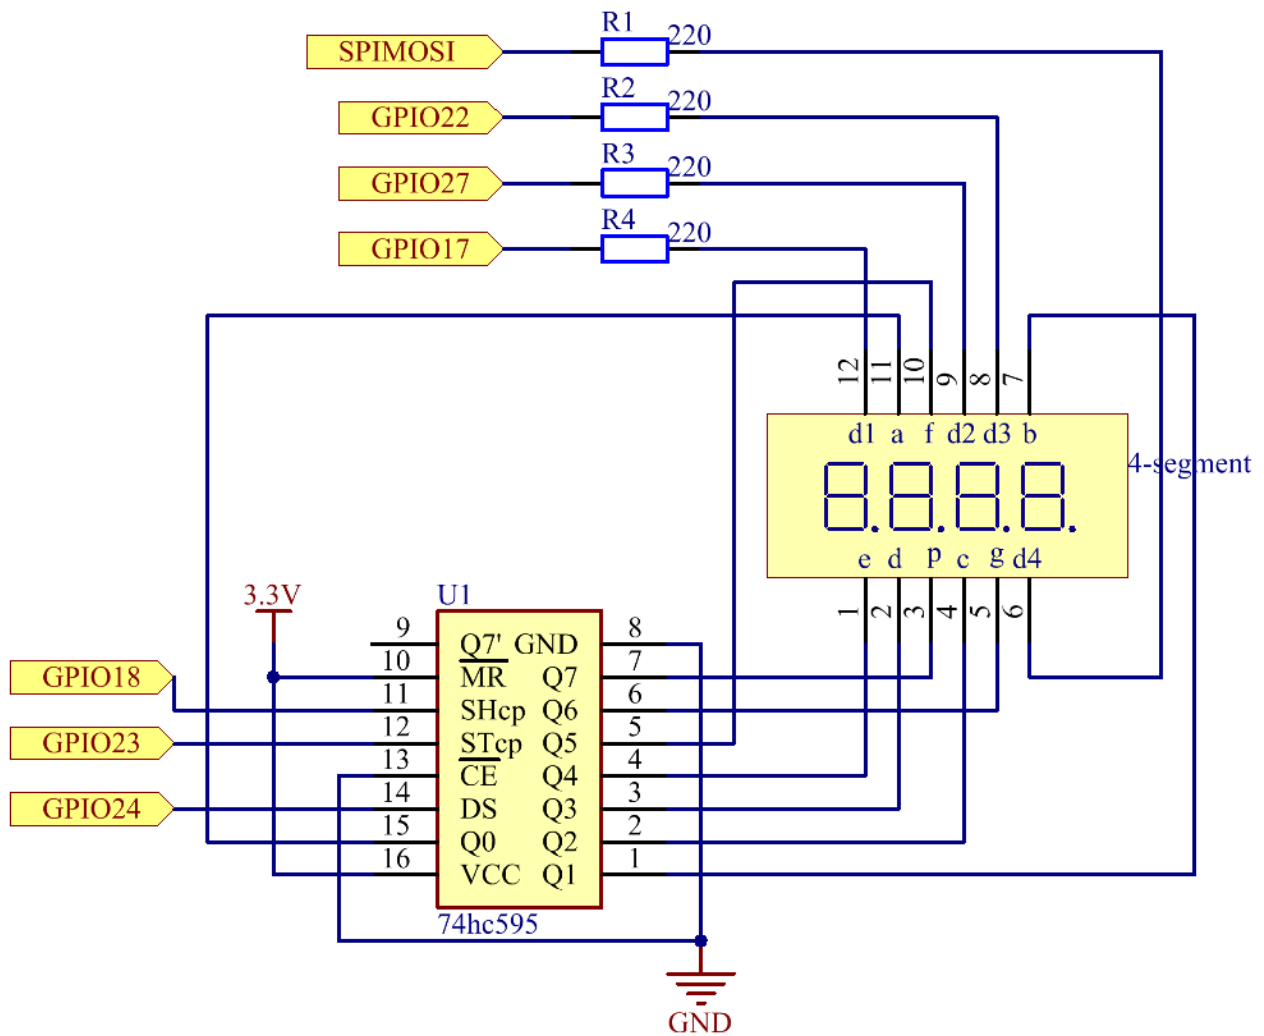 SPIMOSI R1 220
GPIO22 R2 220
GPIO27 R3 220
GPIO17 R4 220
12 11 10 9 8 7
d1 a f d2 d3 b
4-segment
e d p c g d4
1 2 3 4 5 6
3.3V U1
9 Q7' GND 8
10 MR Q7 7
GPIO18
11 SHcp Q6 6
GPIO23 12 STcp Q5 5
13 CE Q4 4
GPIO24 14 DS Q3 3
15 Q0 Q2 2
16 VCC Q1 1
74hc595
GND